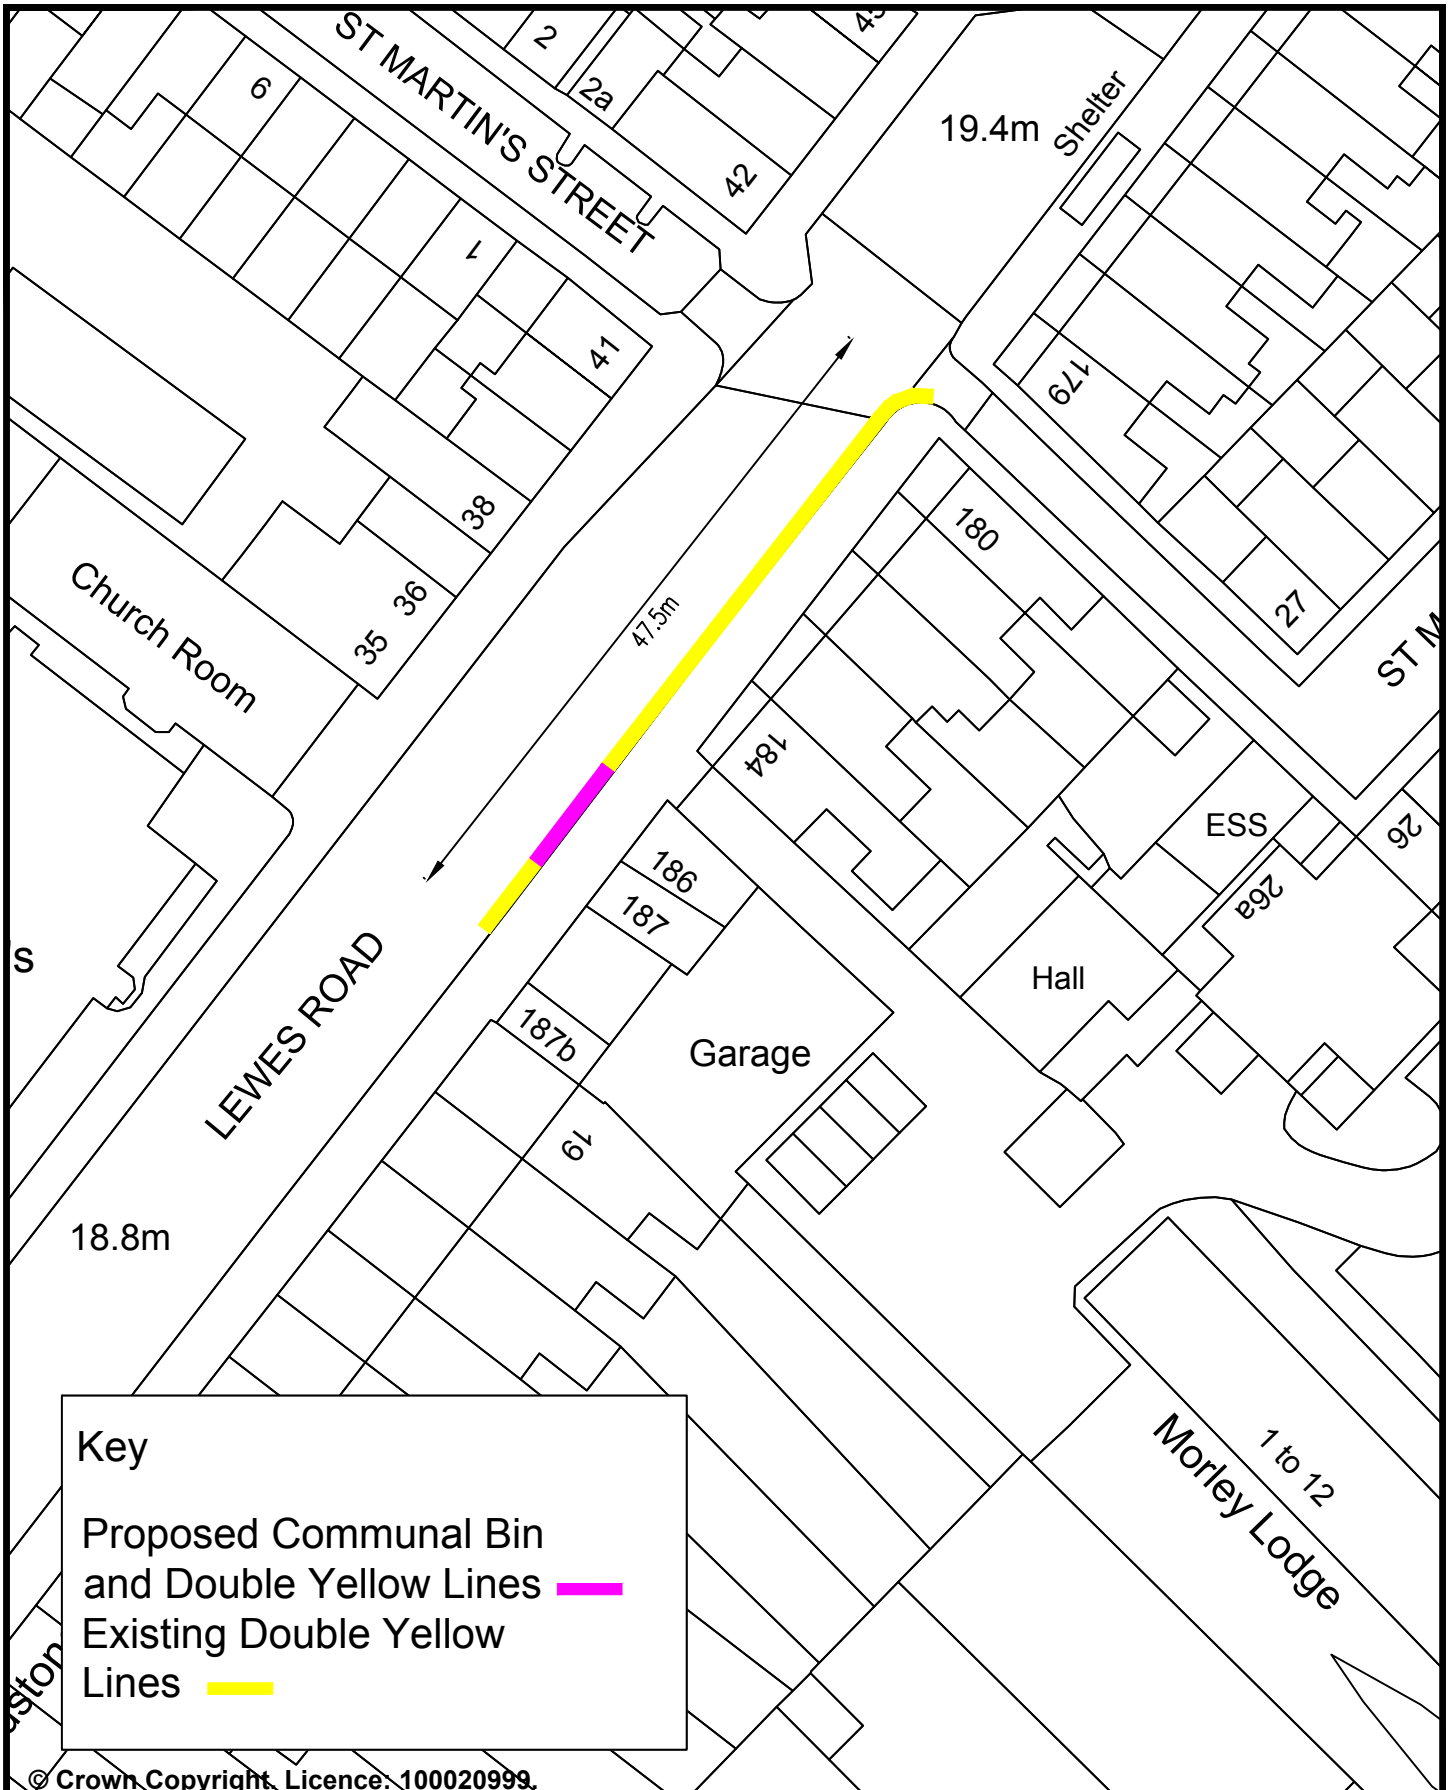 2
2a
45
6
ST MARTIN'S STREET
42
19.4m
Shelter
1
41
179
38
180
36
35
27
Church Room
47.5m
ST M
184
ESS
26
186
187
26a
's
Hall
LEWES ROAD
187b
Garage
19
18.8m
1 to 12
Morley Lodge
Key
Proposed Communal Bin
and Double Yellow Lines
Existing Double Yellow
Lines
© Crown Copyright. Licence: 100020999.